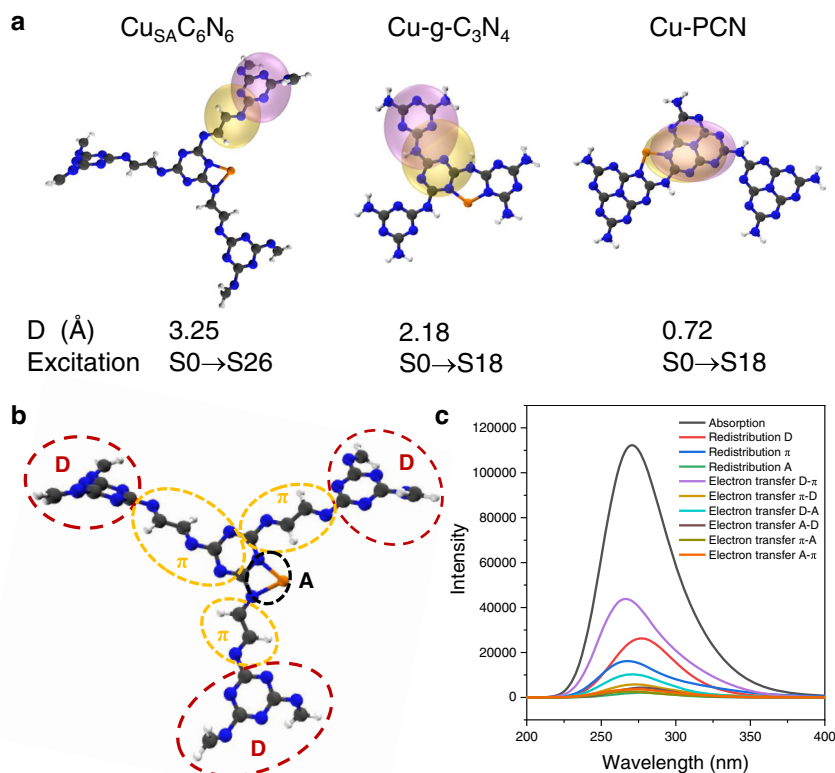 a
Cu_SA C₆N₆ Cu-g-C₃N₄ Cu-PCN
D (Å) 3.25 2.18 0.72
Excitation S0→S26 S0→S18 S0→S18
b
D
D
π
π
A
π
D
c
Absorption
Redistribution D
Redistribution π
Redistribution A
Electron transfer D-π
Electron transfer π-D
Electron transfer D-A
Electron transfer A-D
Electron transfer π-A
Electron transfer A-π
Intensity
120000
100000
80000
60000
40000
20000
0
200 250 300 350 400
Wavelength (nm)